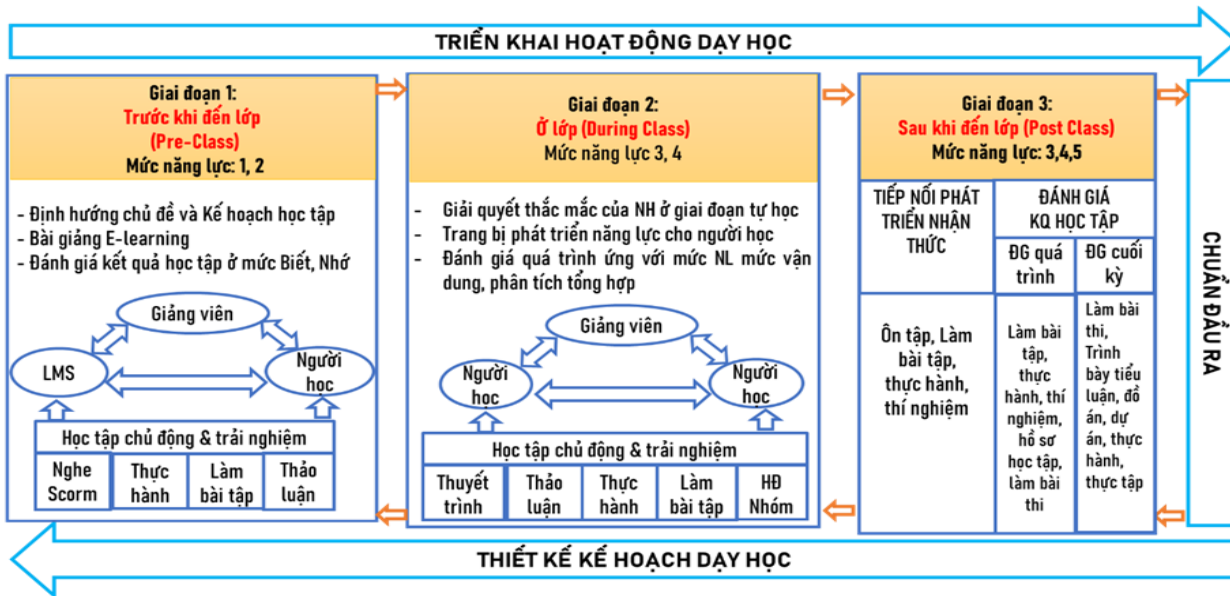 TRIỂN KHAI HOẠT ĐỘNG DẠY HỌC
Giai đoạn 1:
Trước khi đến lớp
(Pre-Class)
Mức năng lực: 1, 2
- Định hướng chủ đề và Kế hoạch học tập
- Bài giảng E-learning
- Đánh giá kết quả học tập ở mức Biết, Nhớ
Giảng viên
LMS
Người
học
Học tập chủ động & trải nghiệm
Nghe
Scorm
Thực
hành
Làm
bài tập
Thảo
luận
Giai đoạn 2:
Ở lớp (During Class)
Mức năng lực 3, 4
- Giải quyết thắc mắc của NH ở giai đoạn tự học
- Trang bị phát triển năng lực cho người học
- Đánh giá quá trình ứng với mức NL mức vận
dung, phân tích tổng hợp
Giảng viên
Người
học
Người
học
Học tập chủ động & trải nghiệm
Thuyết
trình
Thảo
luận
Thực
hành
Làm
bài tập
HĐ
Nhóm
Giai đoạn 3:
Sau khi đến lớp (Post Class)
Mức năng lực: 3,4,5
TIẾP NỐI PHÁT
TRIỂN NHẬN
THỨC
ĐÁNH GIÁ
KQ HỌC TẬP
ĐG quá
trình
ĐG cuối
kỳ
Ôn tập, Làm
bài tập,
thực hành,
thí nghiệm
Làm bài
tập,
thực
hành, thí
nghiệm,
hồ sơ
học tập,
làm bài
thi
Làm bài
thi,
Trình
bày tiểu
luận, đồ
án, dự
án, thực
hành,
thực tập
CHUẨN ĐẦU RA
THIẾT KẾ KẾ HOẠCH DẠY HỌC